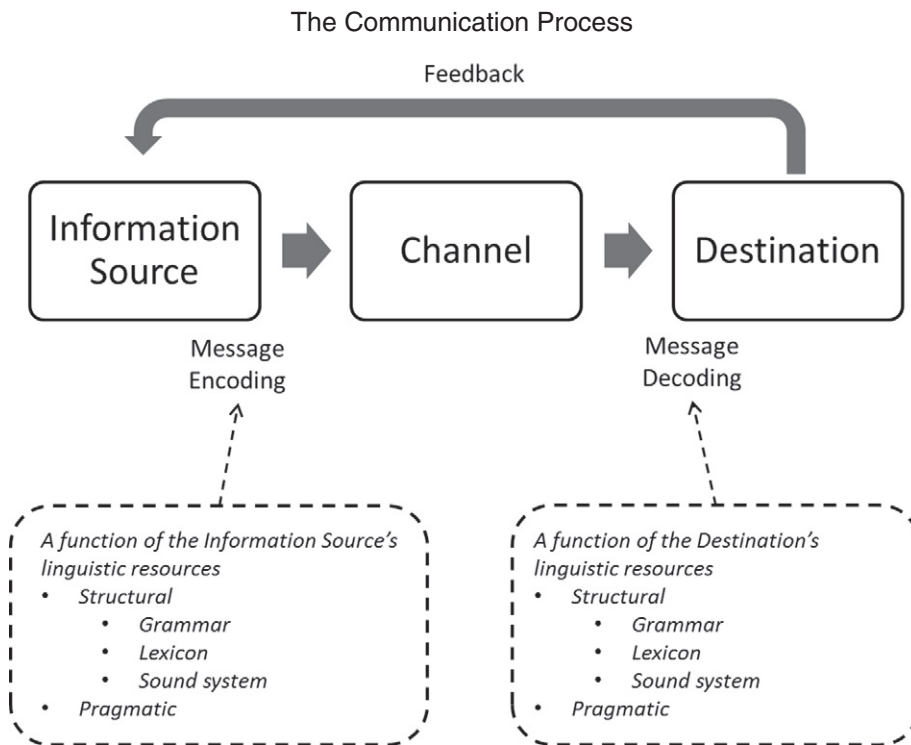 The Communication Process
Feedback
Information
Source
Channel
Destination
Message
Encoding
Message
Decoding
A function of the Information Source’s
linguistic resources
• Structural
• Grammar
• Lexicon
• Sound system
• Pragmatic
A function of the Destination’s
linguistic resources
• Structural
• Grammar
• Lexicon
• Sound system
• Pragmatic